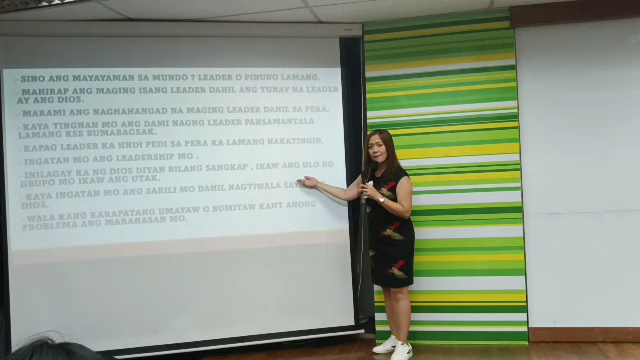 SINO ANG MAYAYAMAN SA MUNDO ? LEADER O PINUNO LAMANG.
MAHIRAP ANG MAGING ISANG LEADER DAHIL ANG TUNAY NA LEADER
AY ANG DIOS.
MARAMI ANG NAGHAHANGAD NA MAGING LEADER DAHIL SA PERA.
KAYA TINGNAN MO ANG DAMI NAGNG LEADER PANSAMANTALA
LAMANG KSE BUMABAGSAK.
KAPAG LEADER KA HNDI PEDI SA PERA KA LAMANG NAKATINGIN.
INGATAN MO ANG LEADERSHIP MO .
INILAGAY KA NG DIOS DIYAN BILANG SANGKAP , IKAW ANG ULO NG
GRUPO MO IKAW ANG UTAK.
KAYA INGATAN MO ANG SARILI MO DAHIL NAGTIWALA
DIOS.
WALA KANG KARAPATANG UMAYAW O BUMITAW KAHT ANONG
PROBLEMA ANG MARANASAN MO.